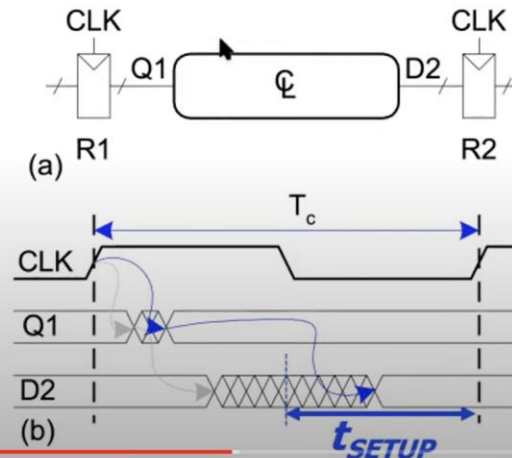 CLK CLK
Q1 CL D2
R1 R2
(a)
Tc
CLK
Q1
D2
(b) tSETUP